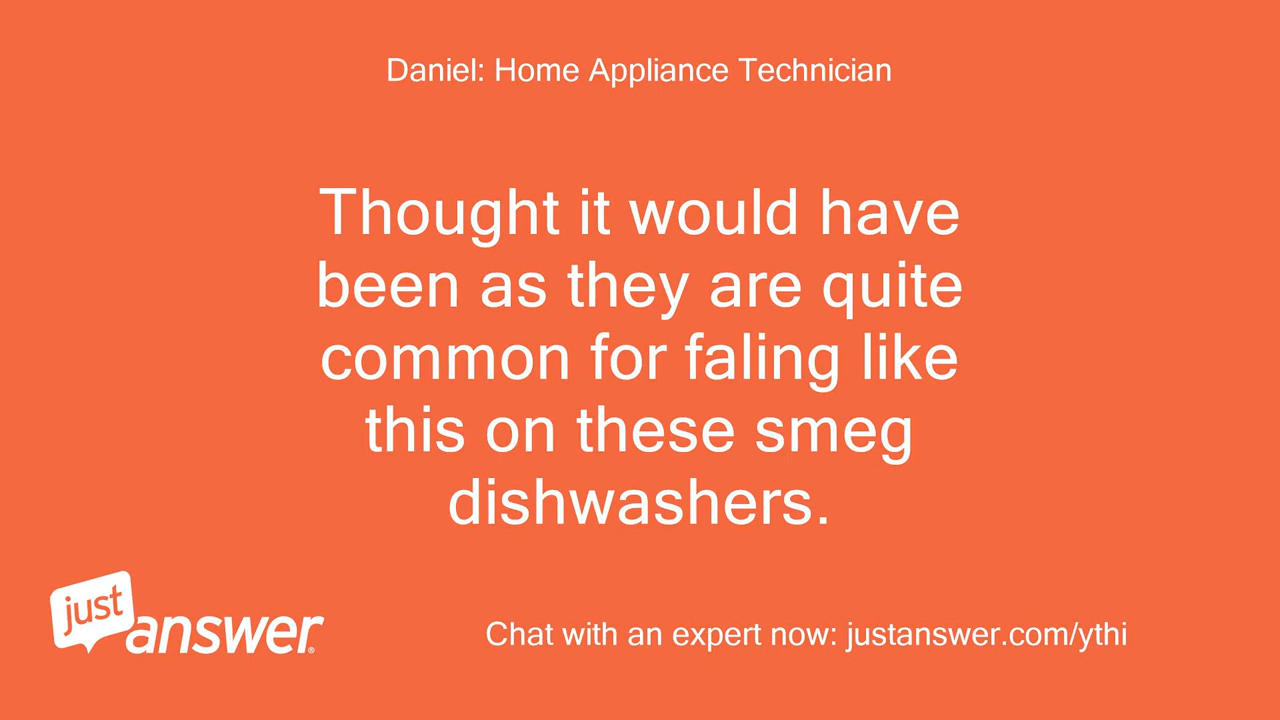 Daniel: Home Appliance Technician
Thought it would have
been as they are quite
common for faling like
this on these smeg
dishwashers.
just
answer®
Chat with an expert now: justanswer.com/ythi